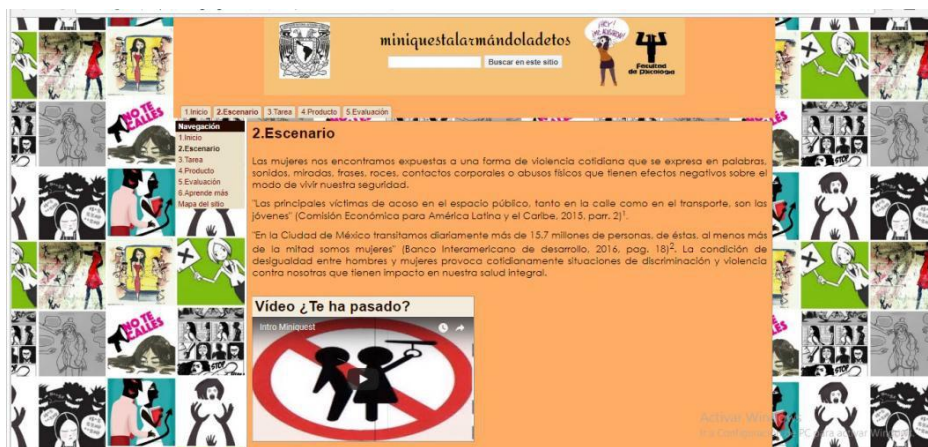 ¡HEY!
¡ME RESPETAS!
miniquestalarmándoladetos
Buscar en este sitio
Facultad
de Psicología
1.Inicio 2.Escenario 3.Tarea 4.Producto 5.Evaluación
Navegación
1.Inicio
2.Escenario
3.Tarea
4.Producto
5.Evaluación
6.Aprende más
Mapa del sitio
2.Escenario
Las mujeres nos encontramos expuestas a una forma de violencia cotidiana que se expresa en palabras,
sonidos, miradas, frases, roces, contactos corporales o abusos físicos que tienen efectos negativos sobre el
modo de vivir nuestra seguridad.
"Las principales víctimas de acoso en el espacio público, tanto en la calle como en el transporte, son las
jóvenes" (Comisión Económica para América Latina y el Caribe, 2015, parr. 2)¹.
"En la Ciudad de México transitamos diariamente más de 15.7 millones de personas, de éstas, al menos más
de la mitad somos mujeres" (Banco Interamericano de desarrollo, 2016, pag. 18)². La condición de
desigualdad entre hombres y mujeres provoca cotidianamente situaciones de discriminación y violencia
contra nosotras que tienen impacto en nuestra salud integral.
Vídeo ¿Te ha pasado?
Intro Miniquest
NO TE
CALLES
NO TE
CALLES
NO TE
CALLES
STOP
Activar Windows